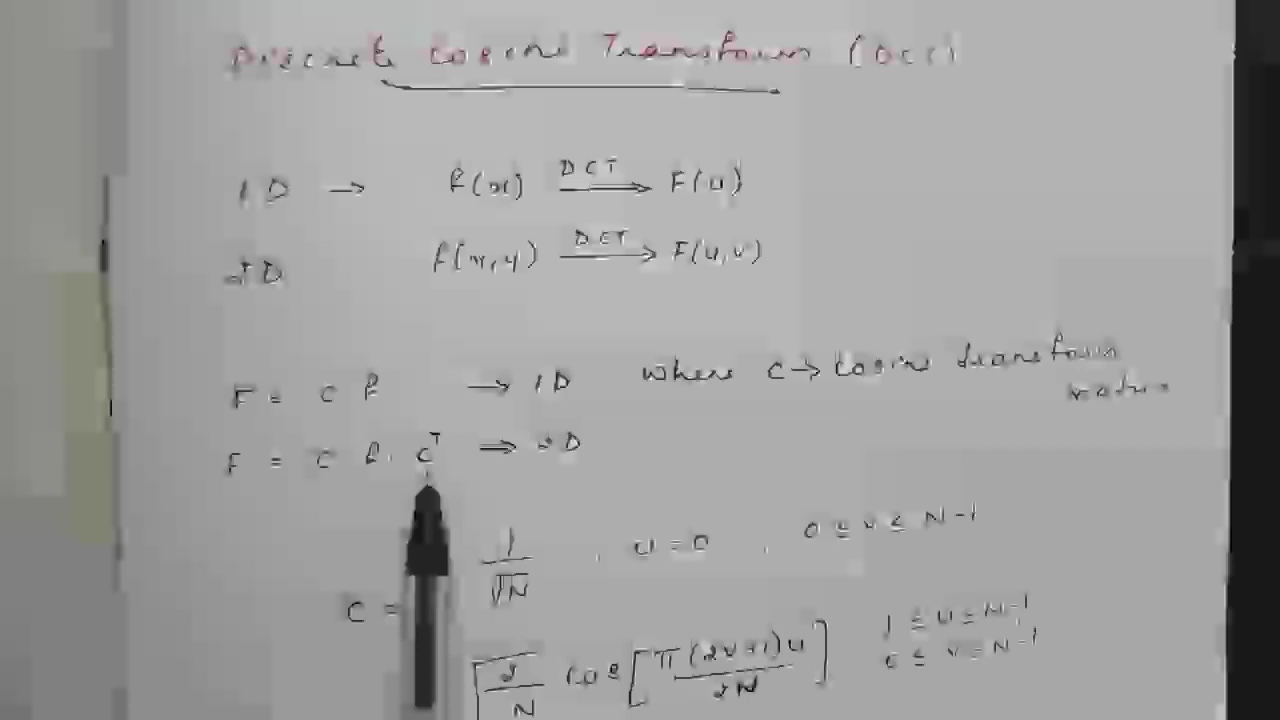 Discrete Cosine Transform (DCT)
1D → f(x) DCT → F(u)
2D f(x,y) DCT → F(u,v)
F = C f → 1D where C → Cosine transform
matrix
F = C f. C^T ⇒ 2D
1/√N , u=0 , 0 ≤ v ≤ N-1
C =
√2/N cos[π(2v+1)u/2N] 1 ≤ u ≤ N-1
0 ≤ v ≤ N-1